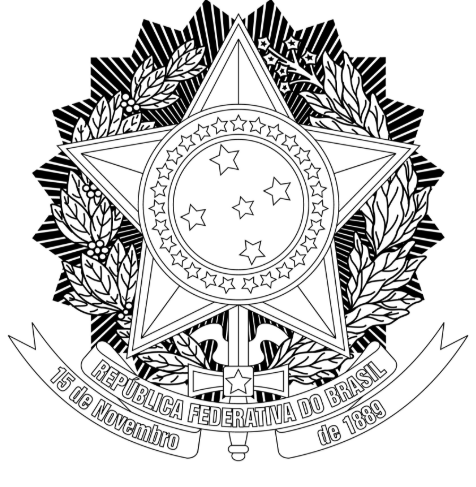 REPÚBLICA FEDERATIVA DO BRASIL
15 de Novembro
de 1889